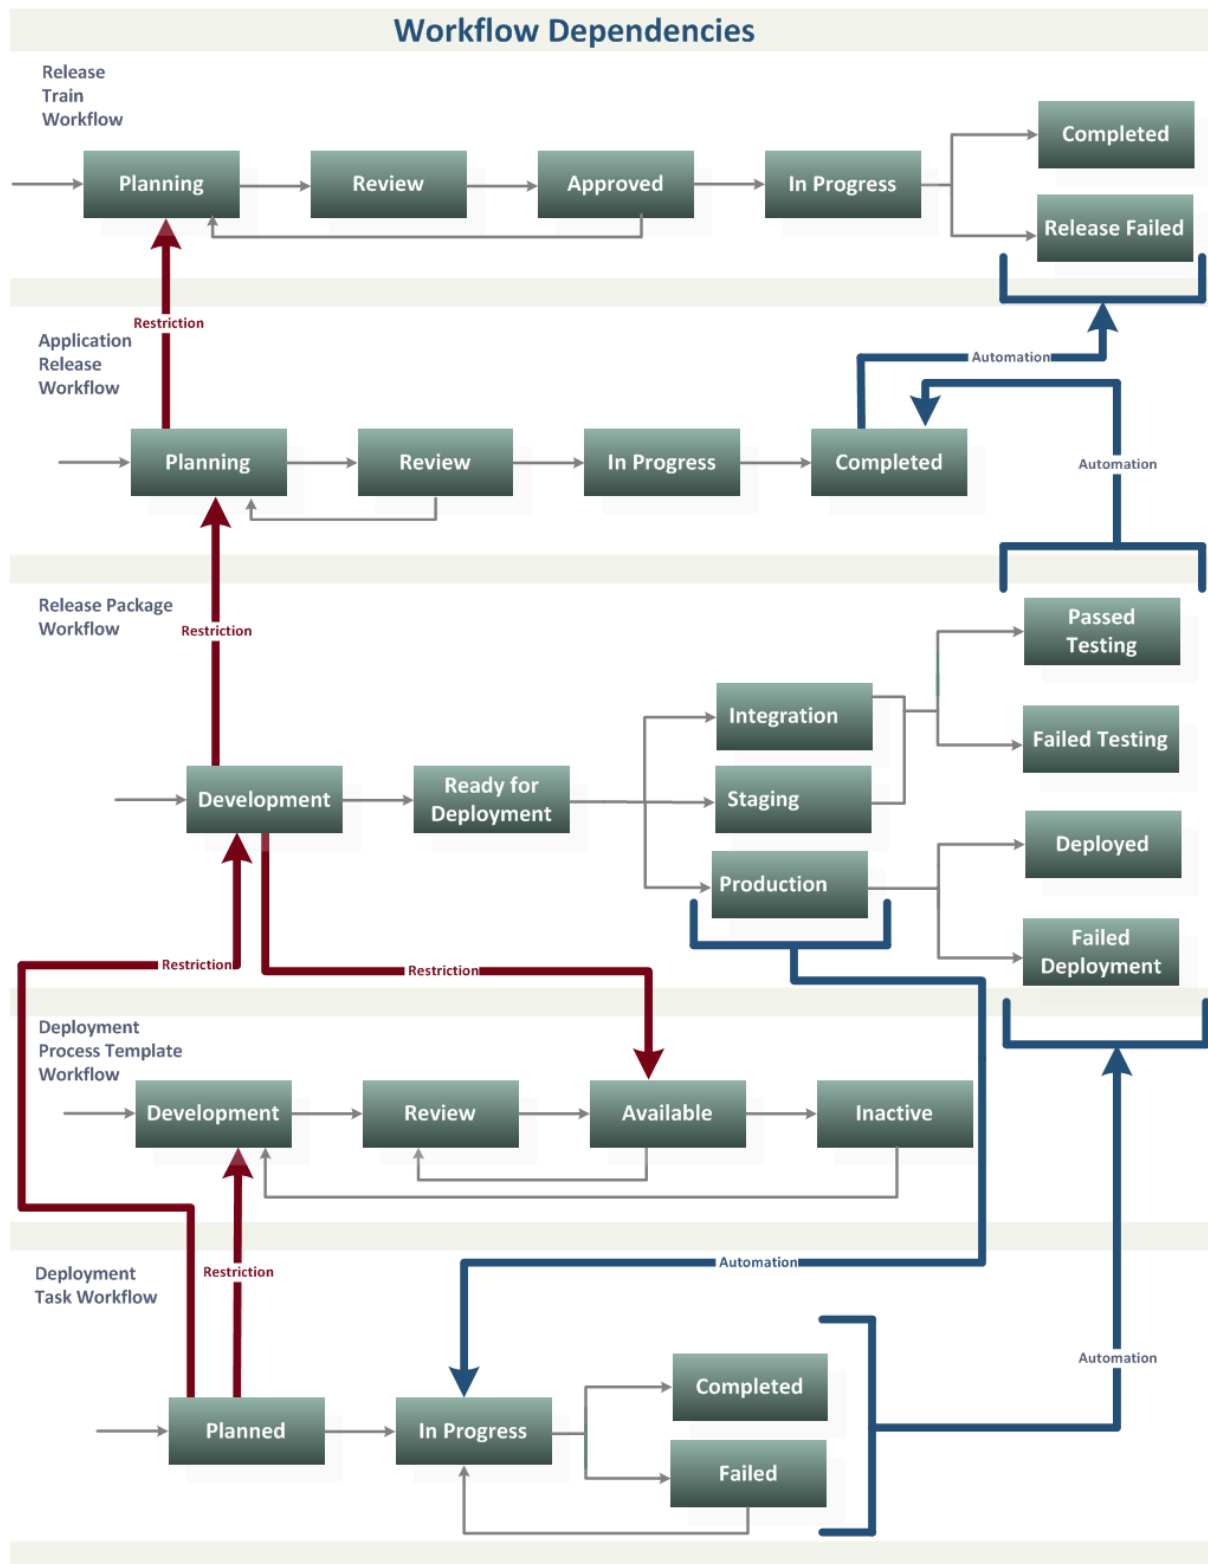 Workflow Dependencies
Release
Train
Workflow
Completed
Planning
Review
Approved
In Progress
Release Failed
Restriction
Application
Release
Workflow
Automation
Planning
Review
In Progress
Completed
Automation
Release Package
Workflow
Restriction
Passed
Testing
Integration
Failed Testing
Development
Ready for
Deployment
Staging
Deployed
Production
Failed
Deployment
Restriction
Restriction
Deployment
Process Template
Workflow
Development
Review
Available
Inactive
Automation
Deployment
Task Workflow
Restriction
Automation
Completed
Planned
In Progress
Failed